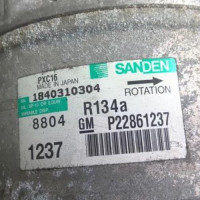 PXC16
MADE IN JAPAN
SANDEN
1840310304
ROTATION
8804
R134a
GM P22861237
1237